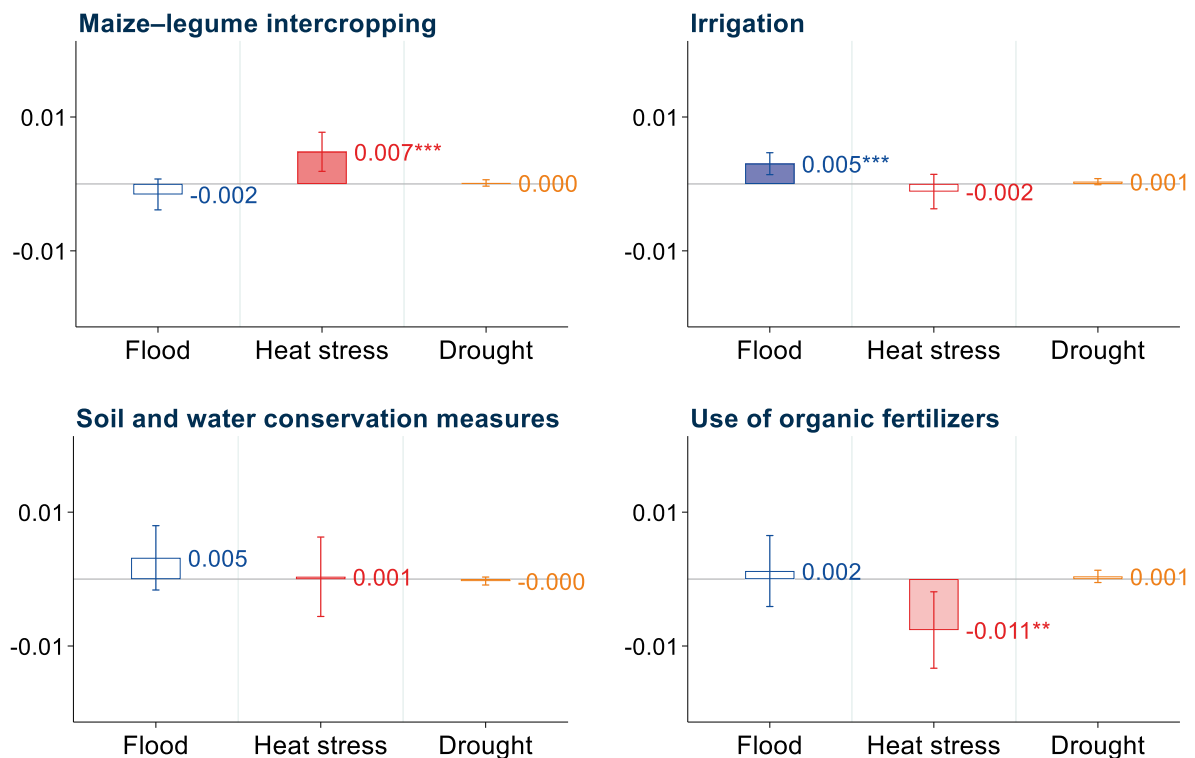 Maize–legume intercropping
0.01
-0.01
-0.002
0.007***
0.000
Flood
Heat stress
Drought
Irrigation
0.01
-0.01
0.005***
-0.002
0.001
Flood
Heat stress
Drought
Soil and water conservation measures
0.01
-0.01
0.005
0.001
-0.000
Flood
Heat stress
Drought
Use of organic fertilizers
0.01
-0.01
0.002
-0.011**
0.001
Flood
Heat stress
Drought